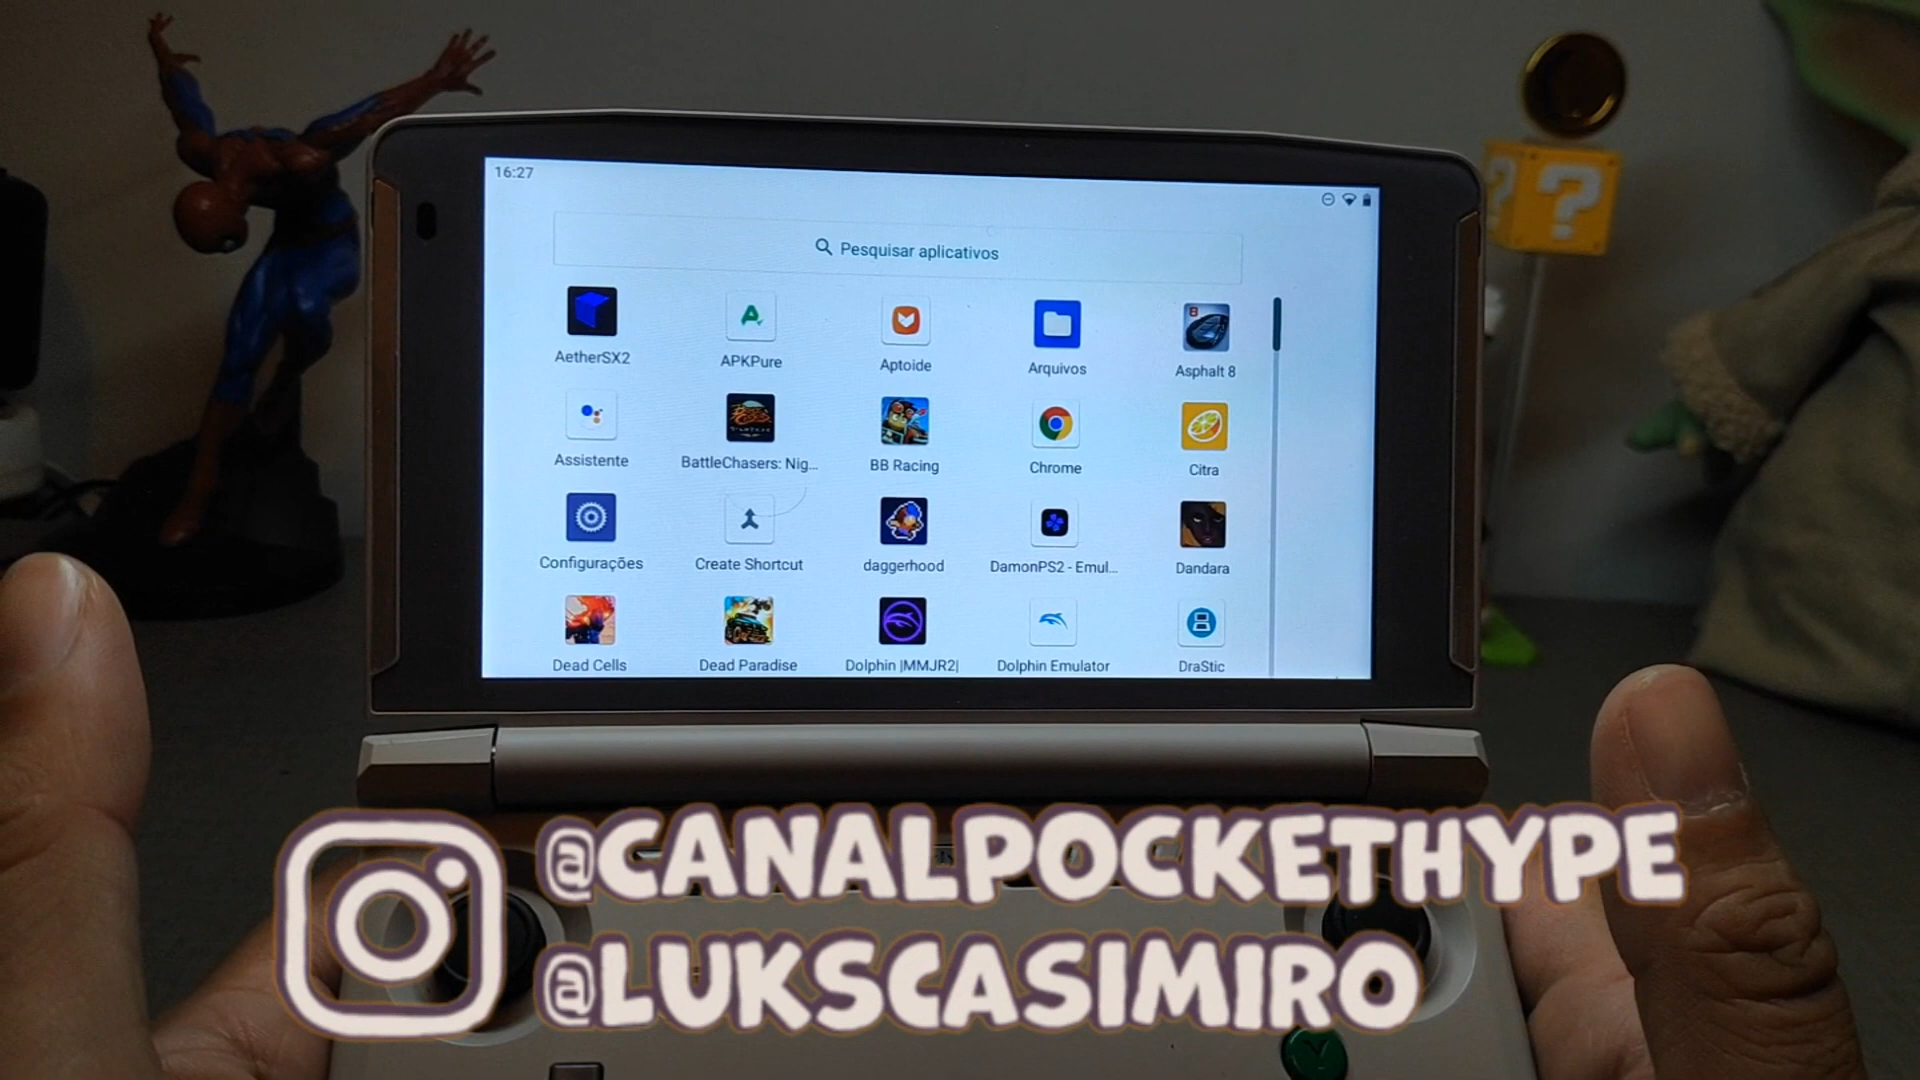 16:27
Pesquisar aplicativos
AetherSX2
APKPure
Aptoide
Arquivos
Asphalt 8
Assistente
BattleChasers: Nig...
BB Racing
Chrome
Citra
Configurações
Create Shortcut
daggerhood
DamonPS2 - Emul...
Dandara
Dead Cells
Dead Paradise
Dolphin |MMJR2|
Dolphin Emulator
DraStic
@CANALPOCKETHYPE
@LUKSCASIMIRO
Y